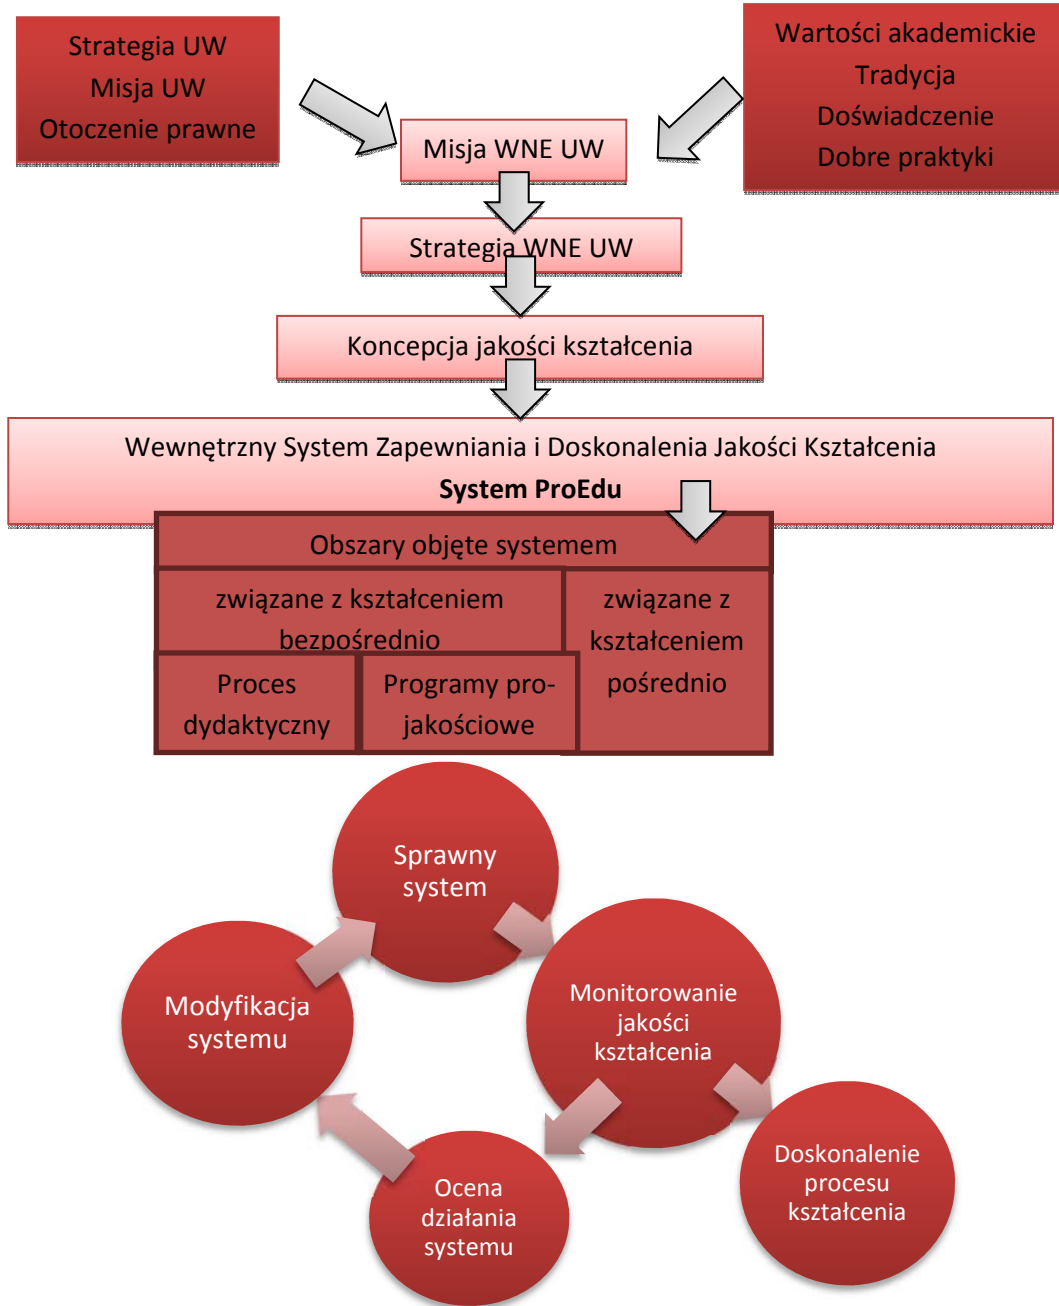 Strategia UW
Misja UW
Otoczenie prawne
Wartości akademickie
Tradycja
Doświadczenie
Dobre praktyki
Misja WNE UW
Strategia WNE UW
Koncepcja jakości kształcenia
Wewnętrzny System Zapewniania i Doskonalenia Jakości Kształcenia
System ProEdu
Obszary objęte systemem
związane z kształceniem
bezpośrednio
związane z
kształceniem
pośrednio
Proces
dydaktyczny
Programy pro-
jakościowe
Sprawny
system
Monitorowanie
jakości
kształcenia
Modyfikacja
systemu
Doskonalenie
procesu
kształcenia
Ocena
działania
systemu